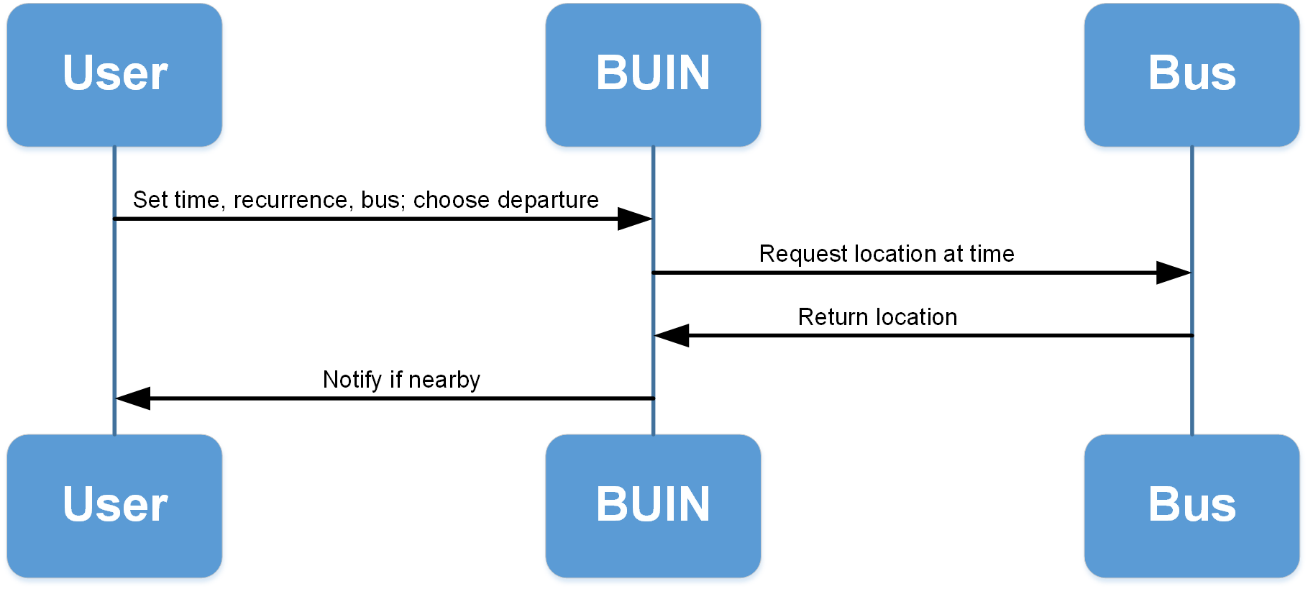 User
BUIN
Bus
Set time, recurrence, bus; choose departure
Request location at time
Return location
Notify if nearby
User
BUIN
Bus